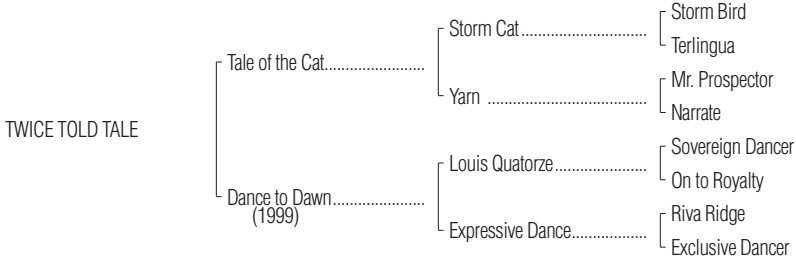 Storm Bird
Storm Cat..............................
Terlingua
Tale of the Cat........................
Mr. Prospector
Yarn ......................................
Narrate
TWICE TOLD TALE
Sovereign Dancer
Louis Quatorze......................
On to Royalty
Dance to Dawn......................
(1999)
Riva Ridge
Expressive Dance..................
Exclusive Dancer